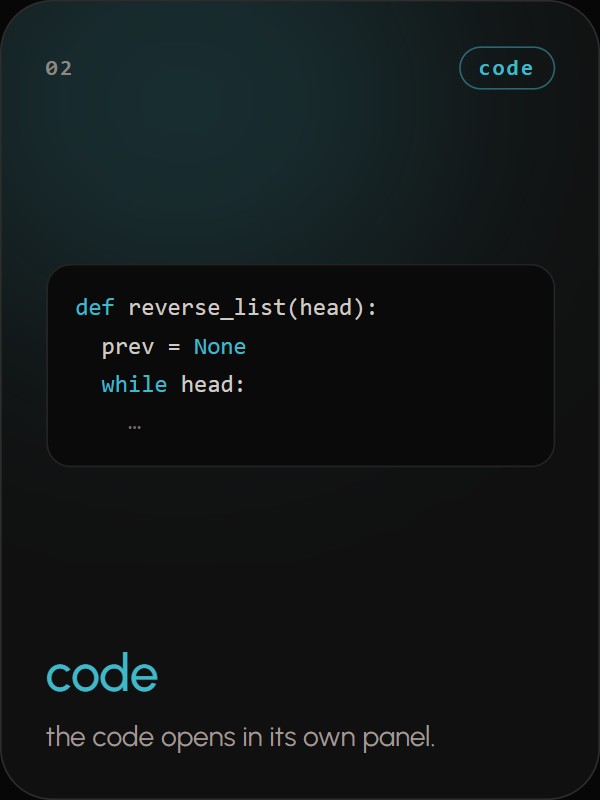 02
code
def reverse_list(head):
  prev = None
  while head:
    …
code
the code opens in its own panel.